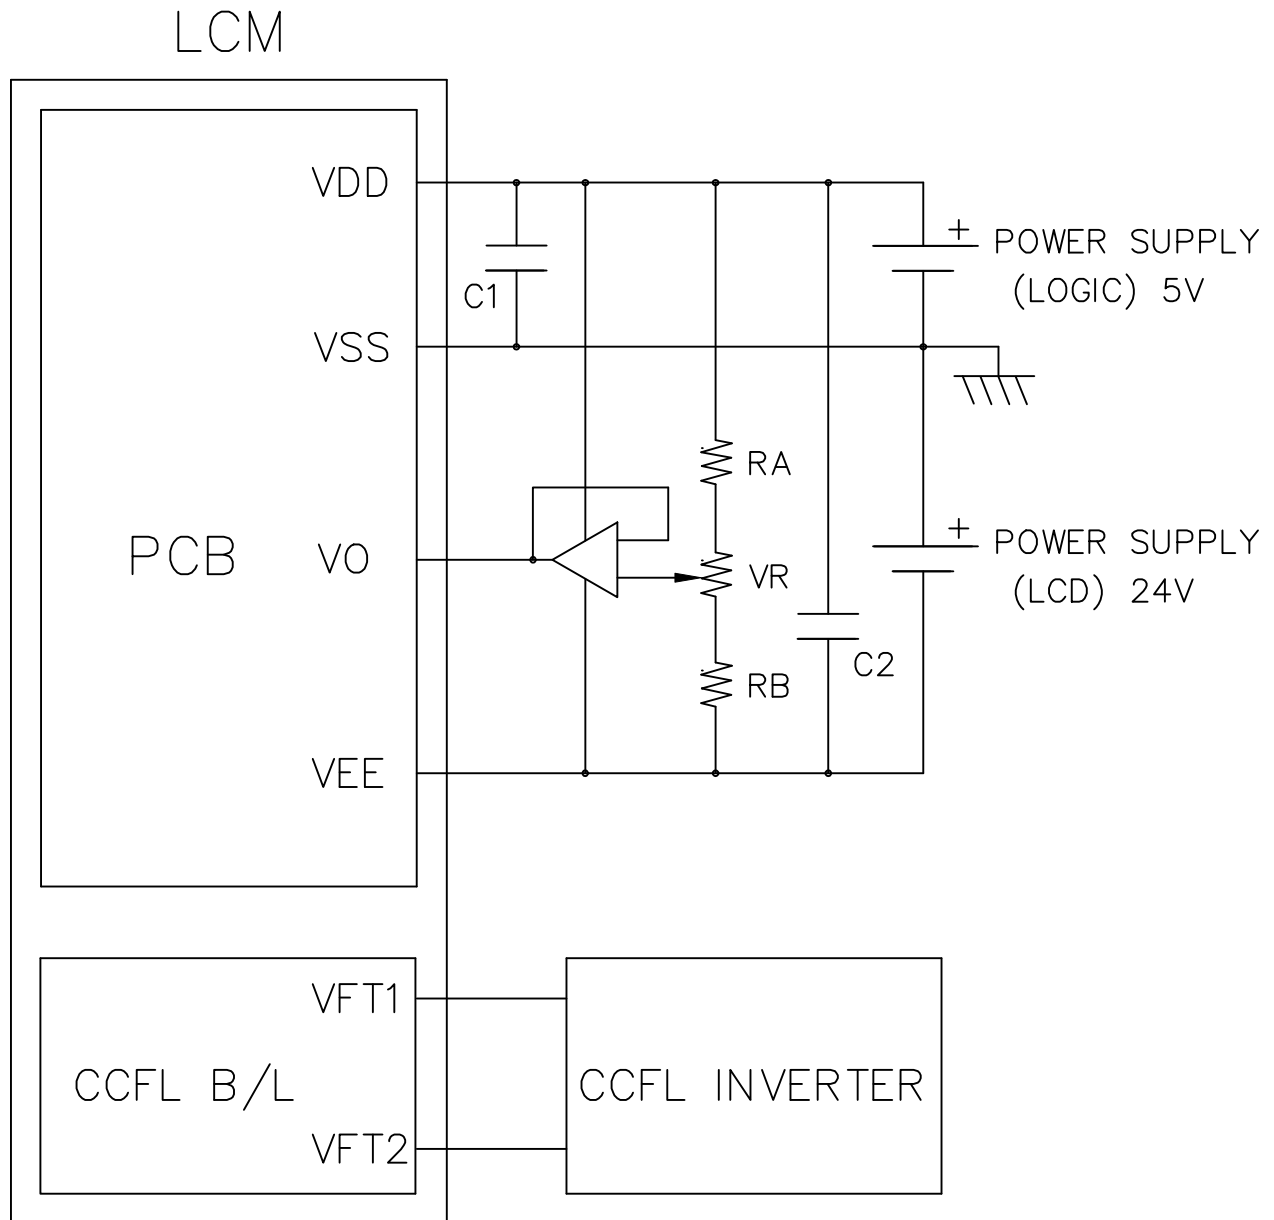 LCM
VDD
+ POWER SUPPLY
(LOGIC) 5V
C1
VSS
RA
PCB
VO
+ POWER SUPPLY
(LCD) 24V
VR
C2
RB
VEE
VFT1
CCFL B/L
CCFL INVERTER
VFT2